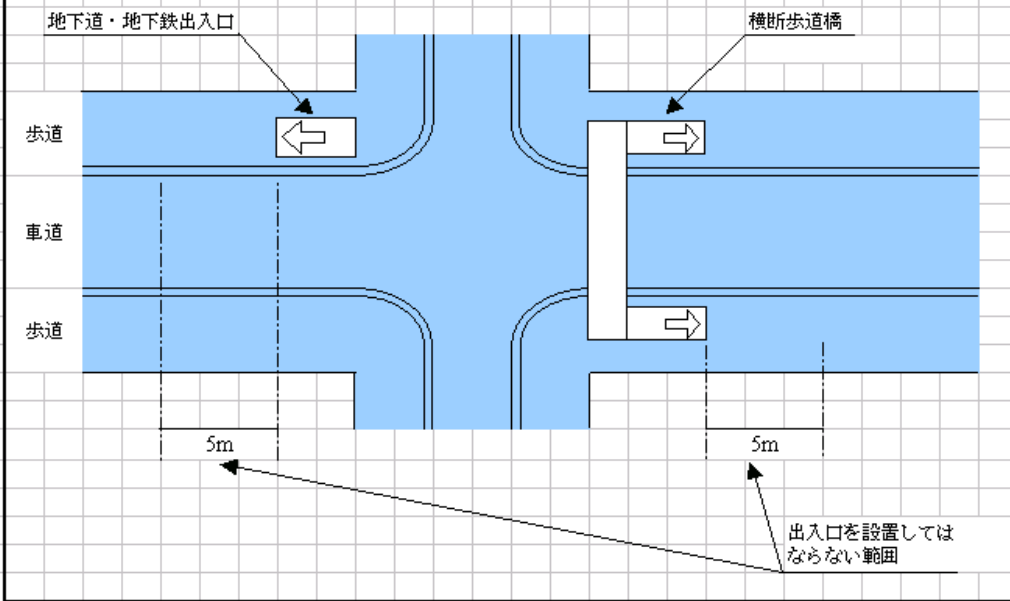 地下道・地下鉄出入口
横断歩道橋
歩道
車道
歩道
5m
5m
出入口を設置しては
ならない範囲